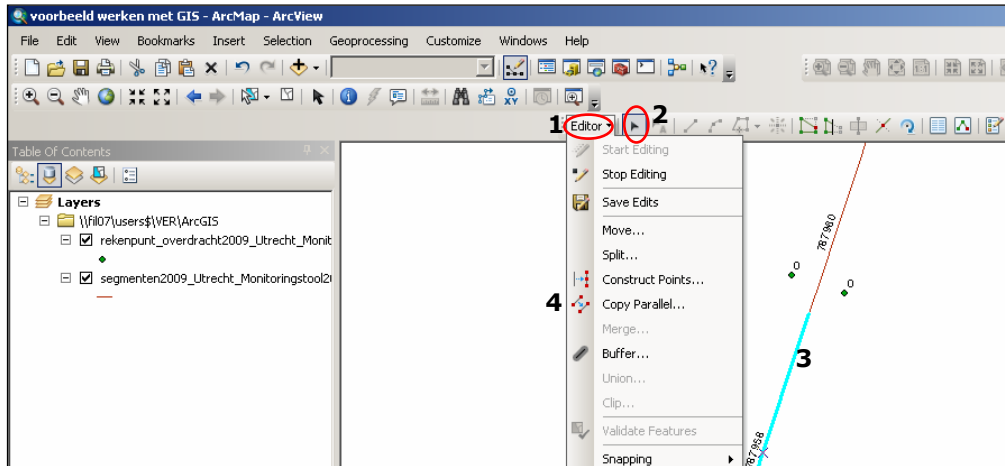 voorbeeld werken met GIS - ArcMap - ArcView
File Edit View Bookmarks Insert Selection Geoprocessing Customize Windows Help
1 Editor 2
Table Of Contents
Start Editing
Stop Editing
Layers
Save Edits
\\fil07\users$\VER\ArcGIS
rekenpunt_overdracht2009_Utrecht_Monit
Move...
787960
Split...
segmenten2009_Utrecht_Monitoringstool2
Construct Points...
0
0
4 Copy Parallel...
Merge...
3
Buffer...
Union...
Clip...
Validate Features
787958
Snapping